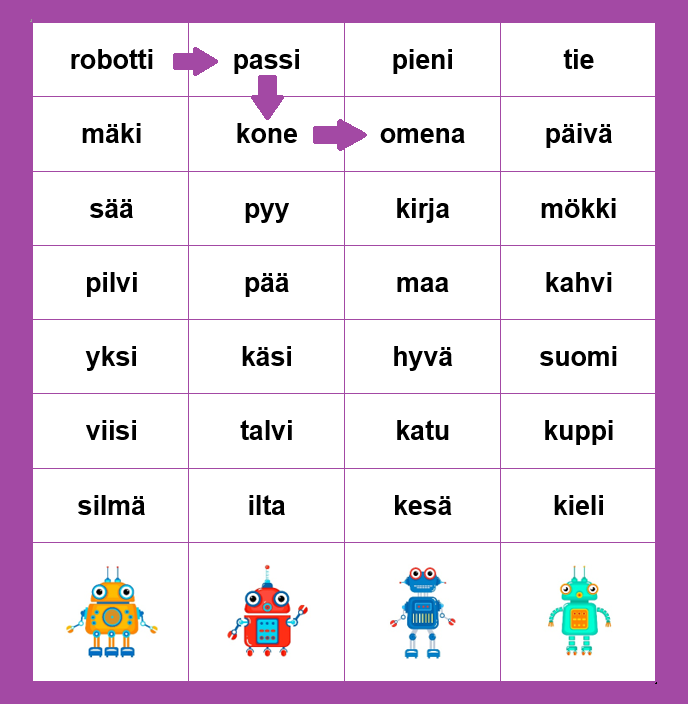 robotti passi pieni tie
mäki kone omena päivä
sää pyy kirja mökki
pilvi pää maa kahvi
yksi käsi hyvä suomi
viisi talvi katu kuppi
silmä ilta kesä kieli